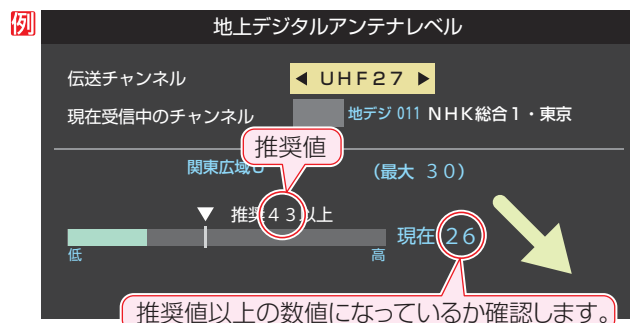 例
地上デジタルアンテナレベル
伝送チャンネル ◀ UHF27 ▶
現在受信中のチャンネル 地デジ 011 NHK総合1・東京
推奨値
関東広域 (最大 30)
▼ 推奨43以上
現在 26
低 高
推奨値以上の数値になっているか確認します。